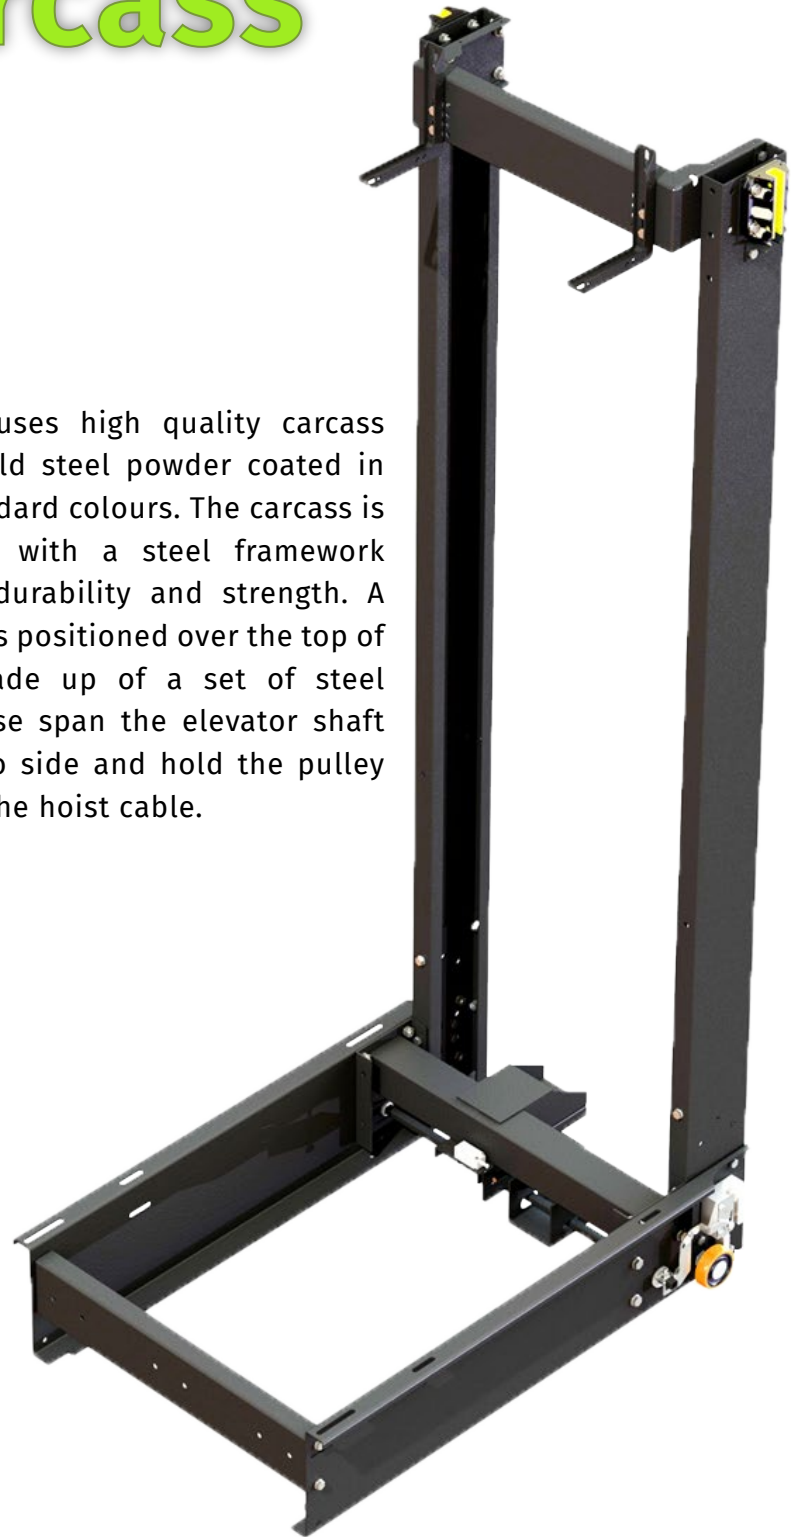 rcass
uses high quality carcass
ld steel powder coated in
dard colours. The carcass is
with a steel framework
durability and strength. A
s positioned over the top of
ade up of a set of steel
se span the elevator shaft
o side and hold the pulley
he hoist cable.